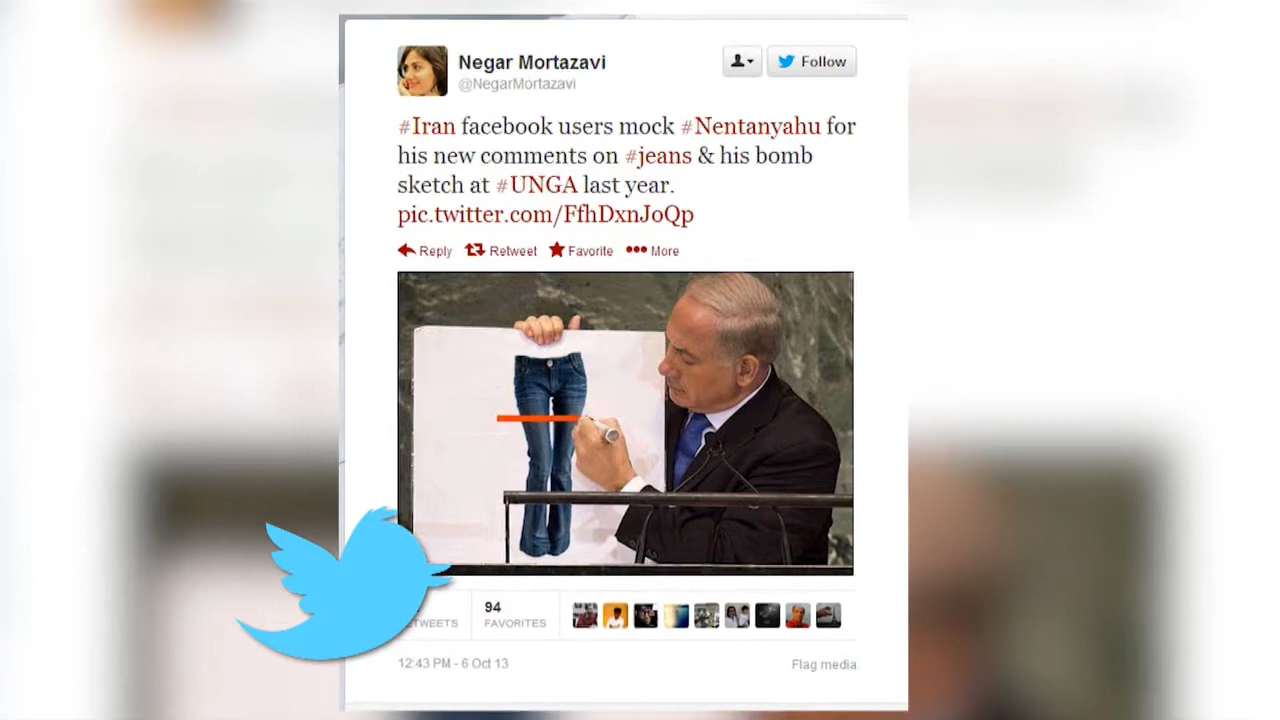 Negar Mortazavi
@NegarMortazavi
Follow
#Iran facebook users mock #Nentanyahu for
his new comments on #jeans & his bomb
sketch at #UNGA last year.
pic.twitter.com/FfhDxnJoQp
Reply Retweet Favorite More
94
ETWEETS FAVORITES
12:43 PM - 6 Oct 13
Flag media